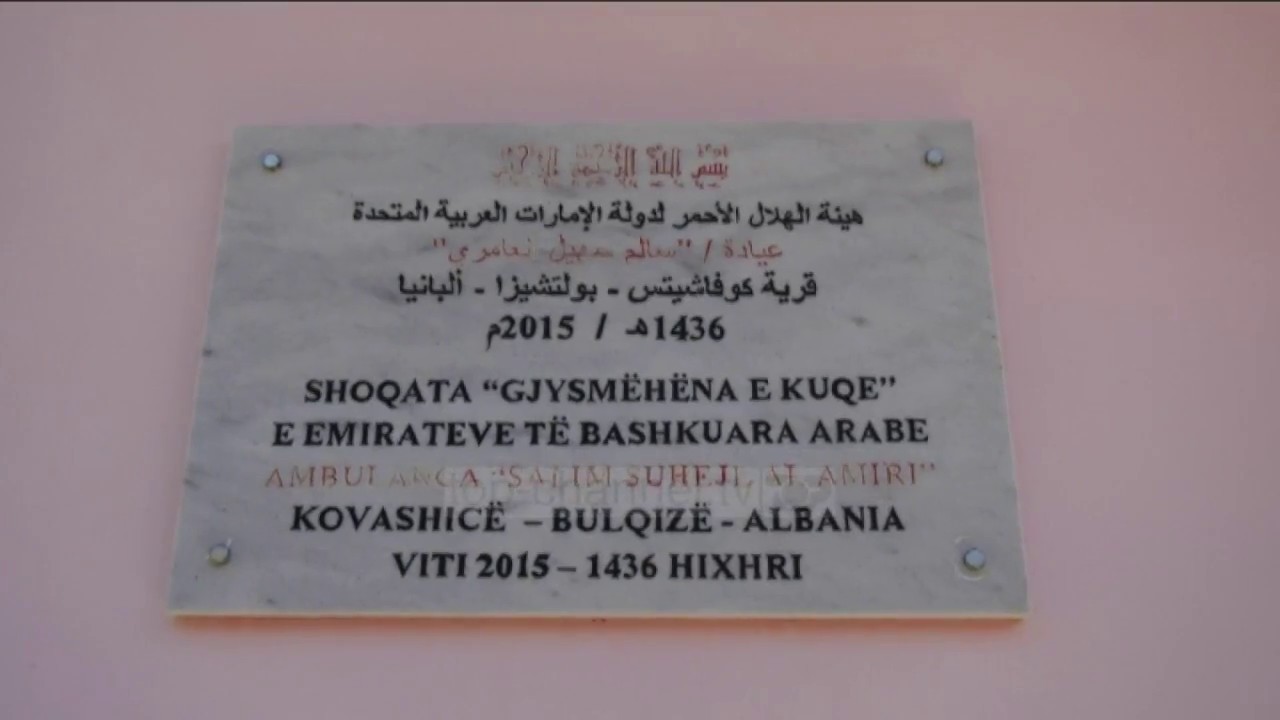 بسم الله الرحمن الرحيم
هيئة الهلال الأحمر لدولة الإمارات العربية المتحدة
عيادة / "سالم سهيل العامري"
قرية كوفاشيتس - بولتشيزا - ألبانيا
1436هـ / 2015م
SHOQATA “GJYSMËHËNA E KUQE”
E EMIRATEVE TË BASHKUARA ARABE
AMBULANCA “SALIM SUHEJL AL AMIRI”
KOVASHICË – BULQIZË - ALBANIA
VITI 2015 – 1436 HIXHRI